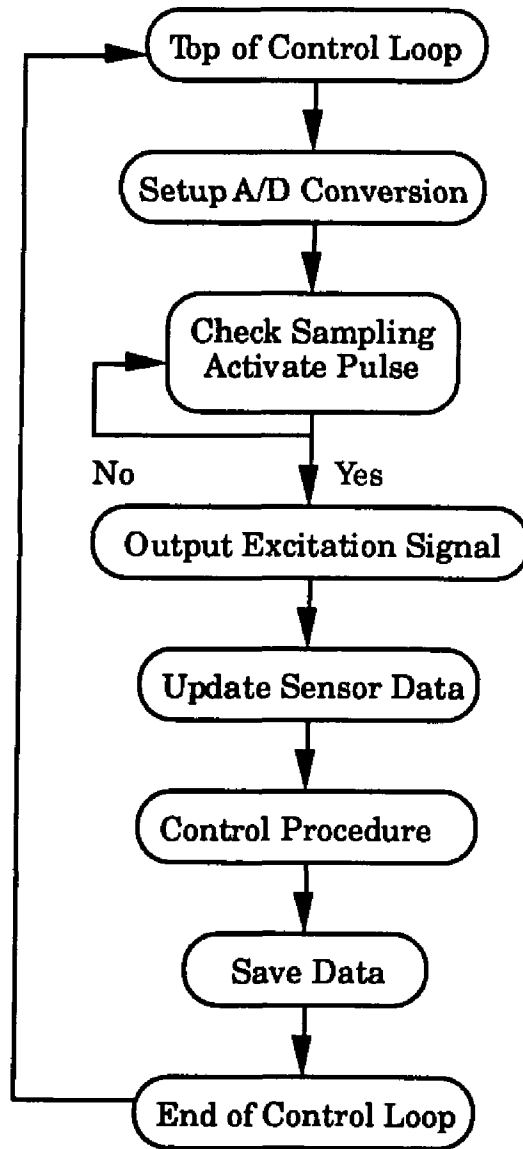 Top of Control Loop
Setup A/D Conversion
Check Sampling
Activate Pulse
No Yes
Output Excitation Signal
Update Sensor Data
Control Procedure
Save Data
End of Control Loop